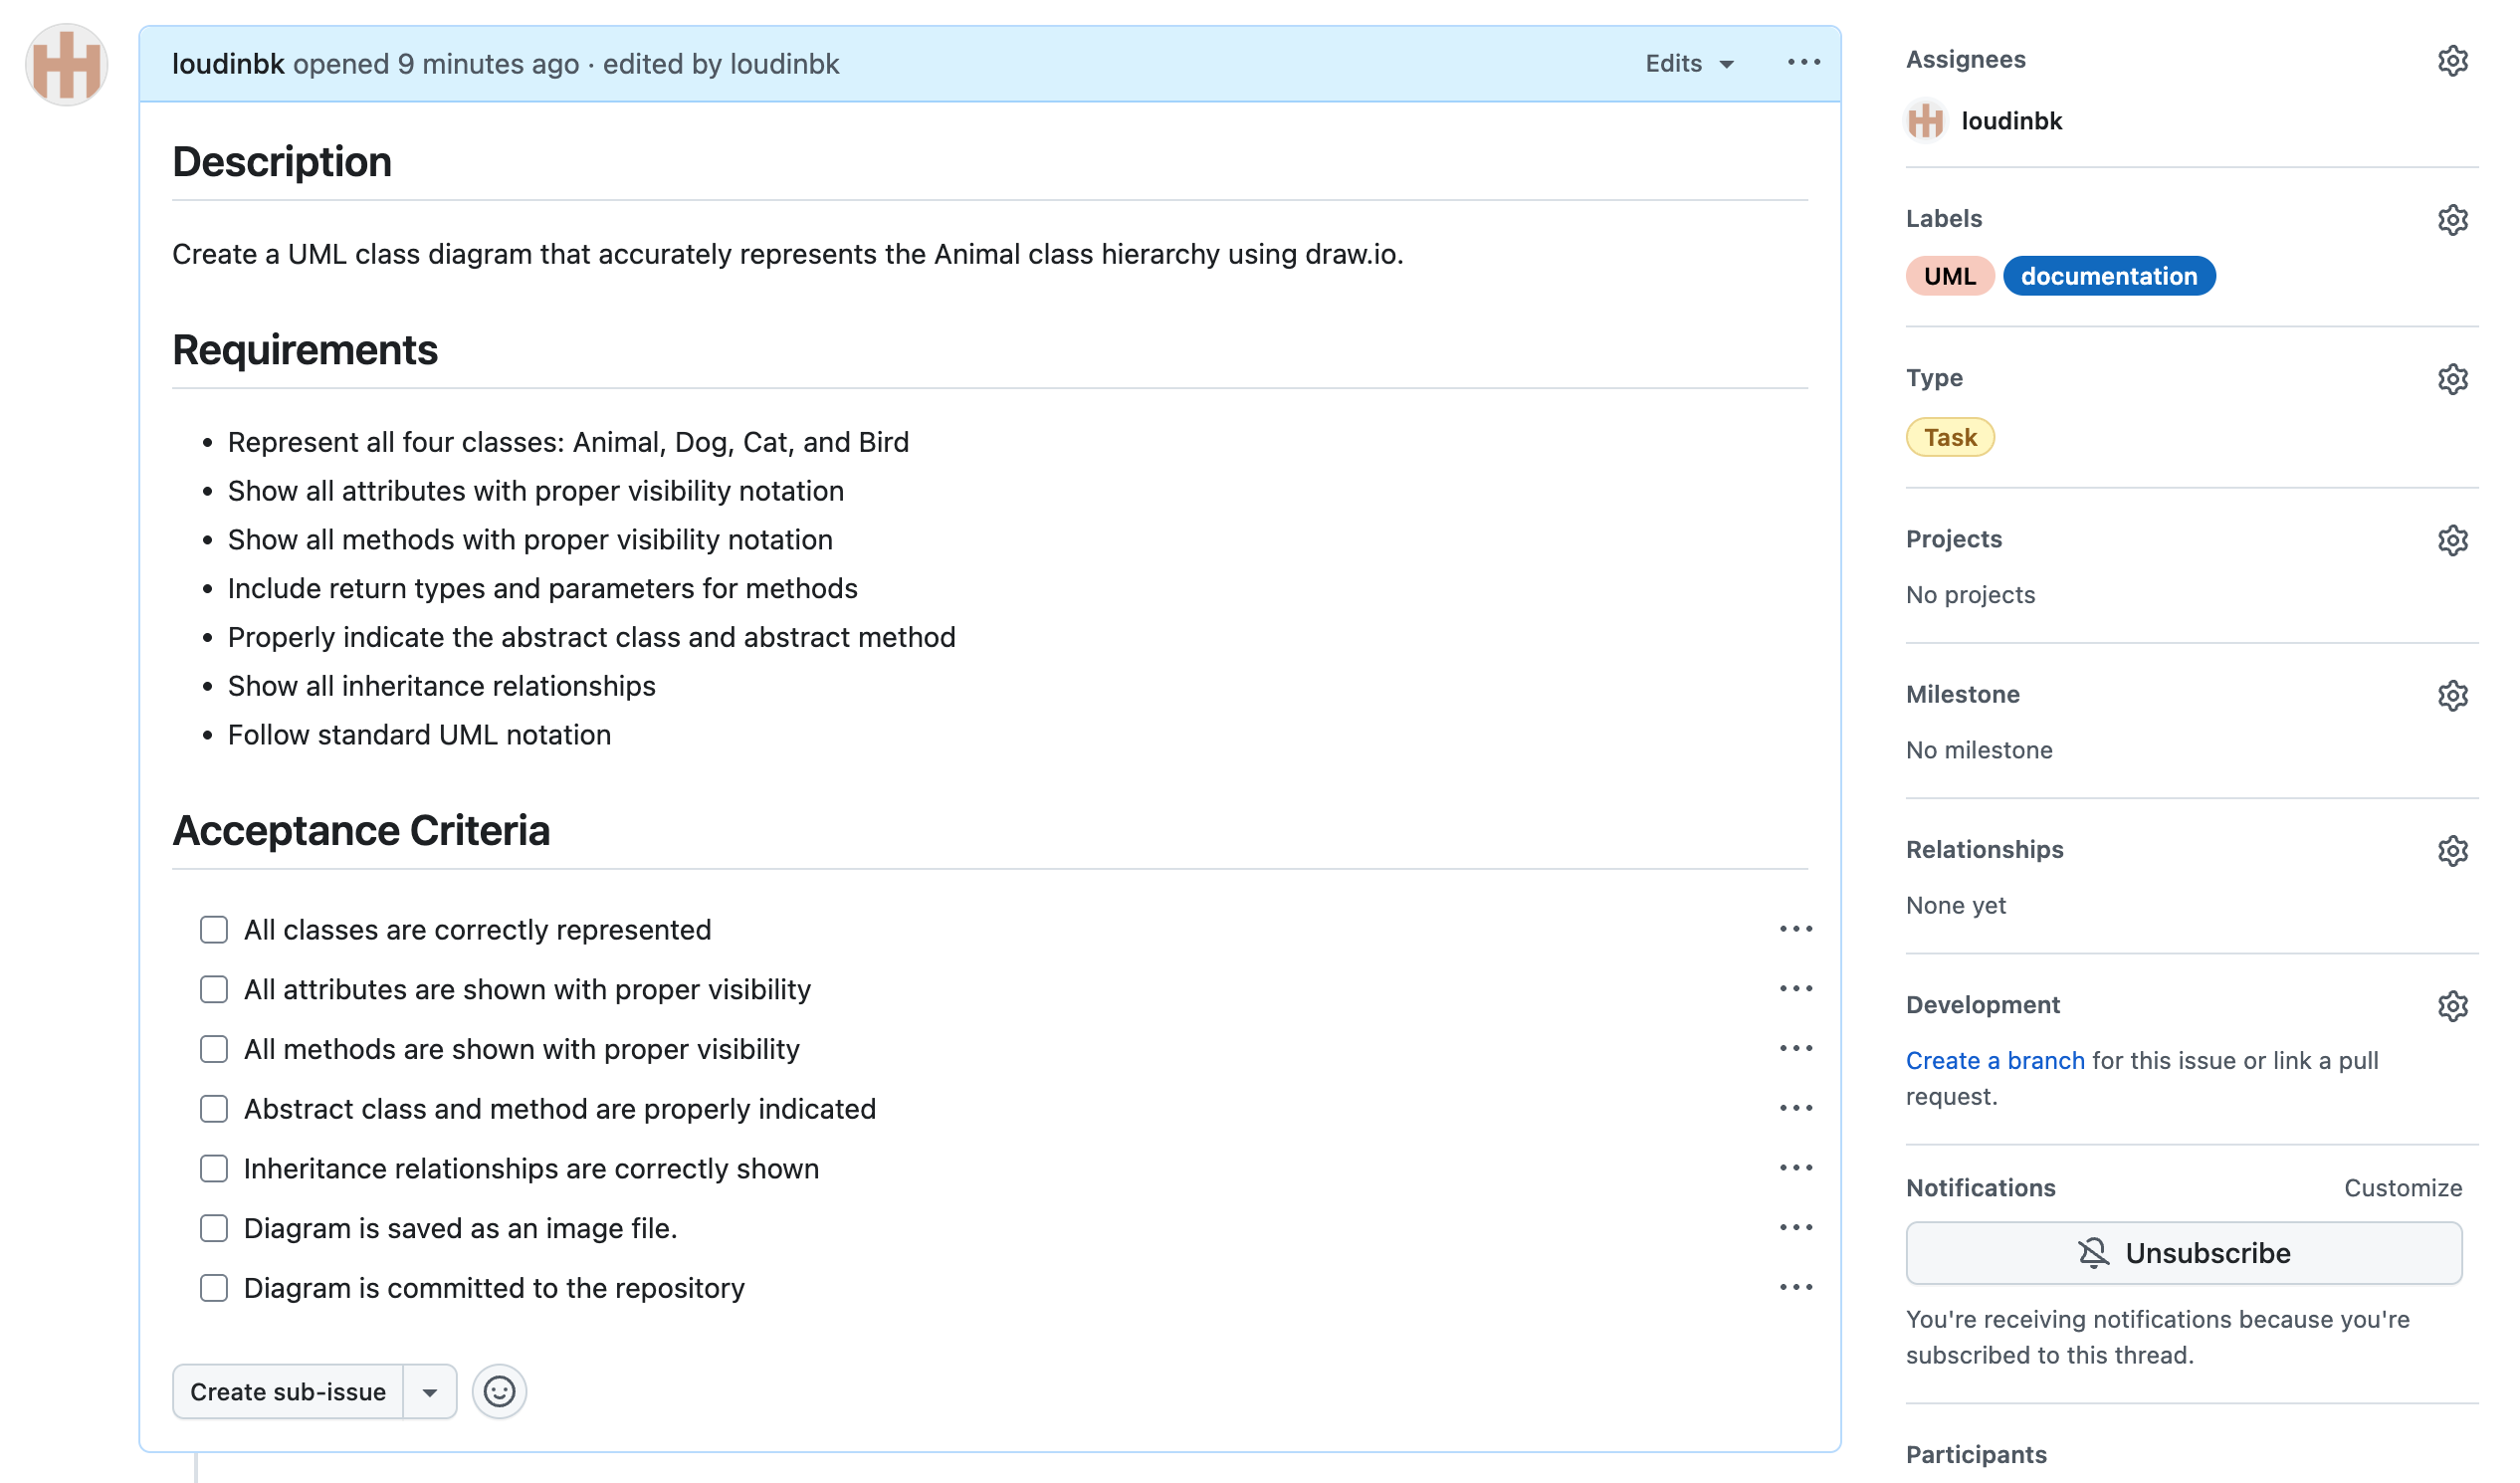 loudinbk opened 9 minutes ago · edited by loudinbk
Edits
Description
Create a UML class diagram that accurately represents the Animal class hierarchy using draw.io.
Requirements
• Represent all four classes: Animal, Dog, Cat, and Bird
• Show all attributes with proper visibility notation
• Show all methods with proper visibility notation
• Include return types and parameters for methods
• Properly indicate the abstract class and abstract method
• Show all inheritance relationships
• Follow standard UML notation
Acceptance Criteria
All classes are correctly represented
All attributes are shown with proper visibility
All methods are shown with proper visibility
Abstract class and method are properly indicated
Inheritance relationships are correctly shown
Diagram is saved as an image file.
Diagram is committed to the repository
Create sub-issue
Assignees
loudinbk
Labels
UML documentation
Type
Task
Projects
No projects
Milestone
No milestone
Relationships
None yet
Development
Create a branch for this issue or link a pull
request.
Notifications Customize
Unsubscribe
You're receiving notifications because you're
subscribed to this thread.
Participants